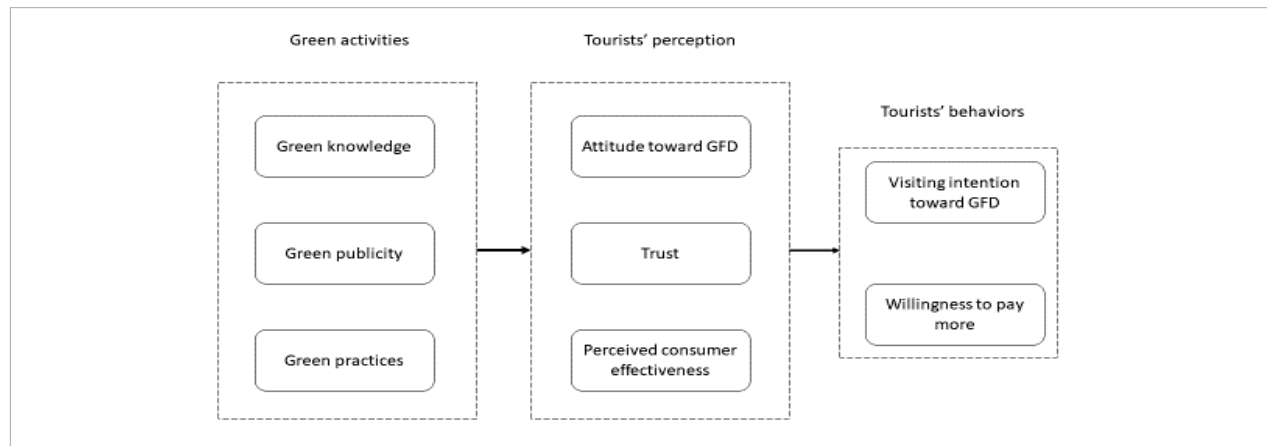 Green activities
Tourists’ perception
Tourists’ behaviors
Green knowledge
Green publicity
Green practices
Attitude toward GFD
Trust
Perceived consumer
effectiveness
Visiting intention
toward GFD
Willingness to pay
more